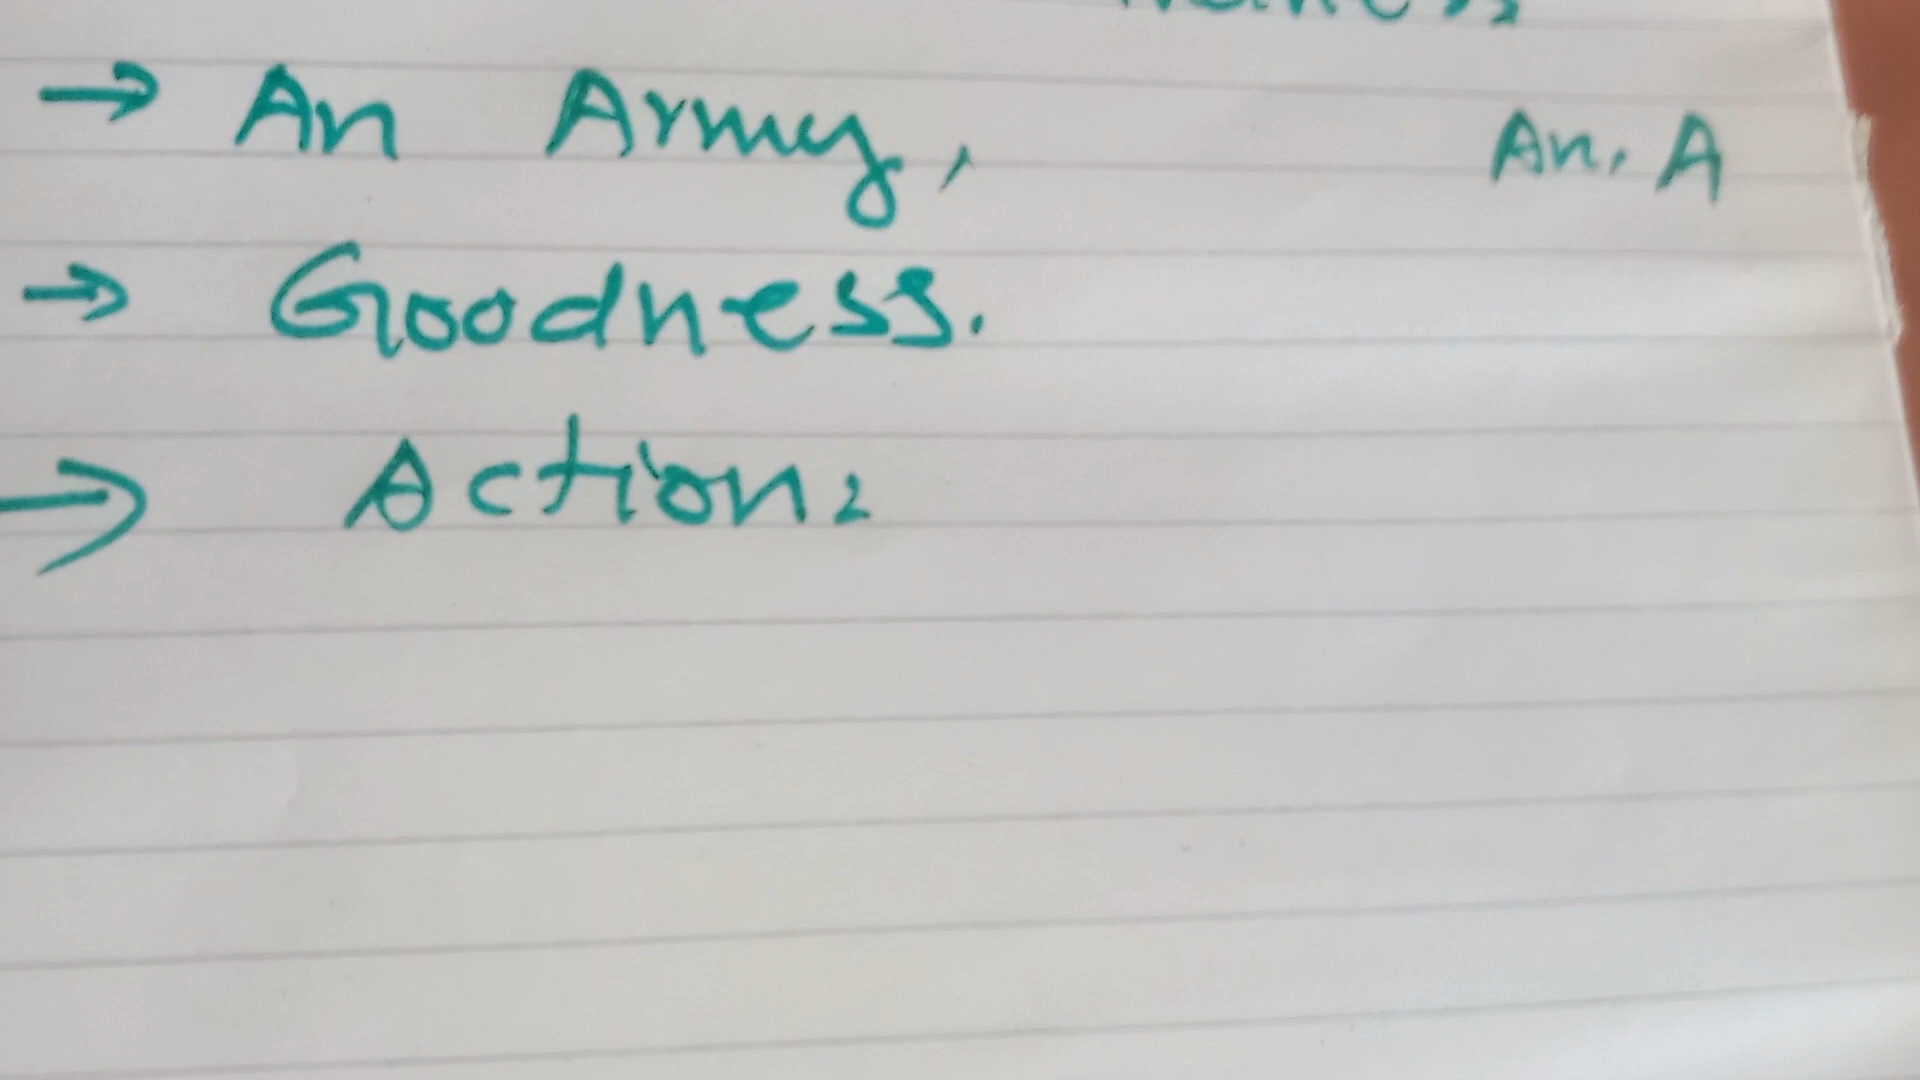 → An Army, An, A
→ Goodness.
→ Action: